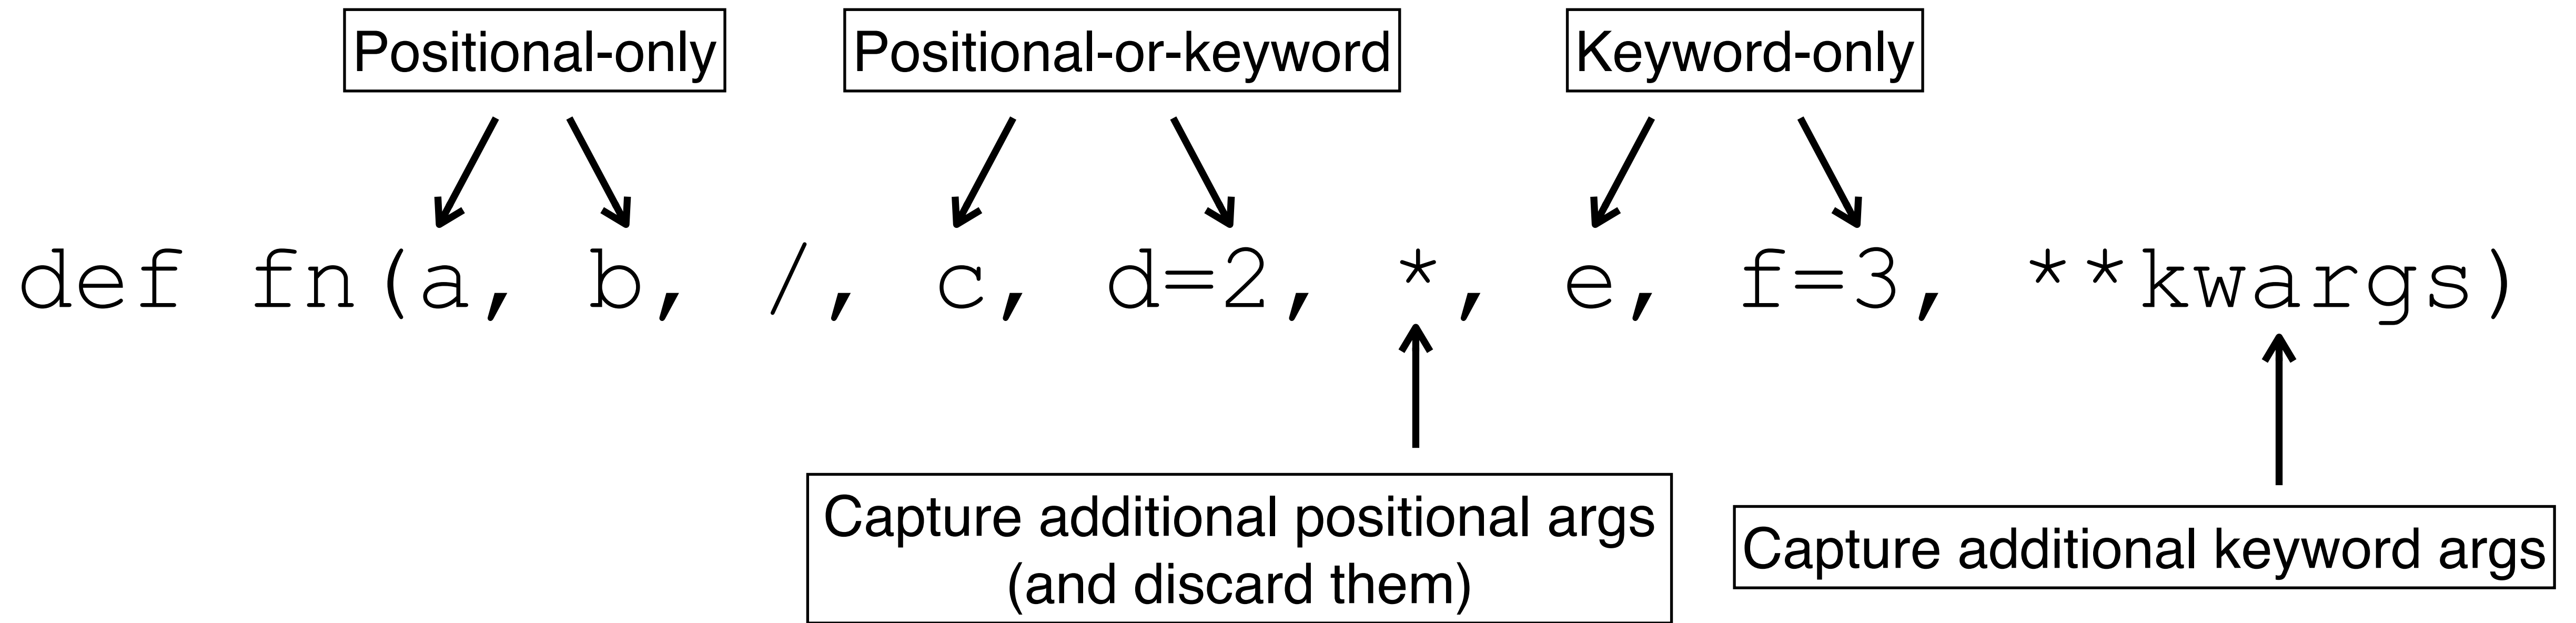 Positional-only
Positional-or-keyword
Keyword-only
def fn(a, b, /, c, d=2, *, e, f=3, **kwargs)
Capture additional positional args
(and discard them)
Capture additional keyword args